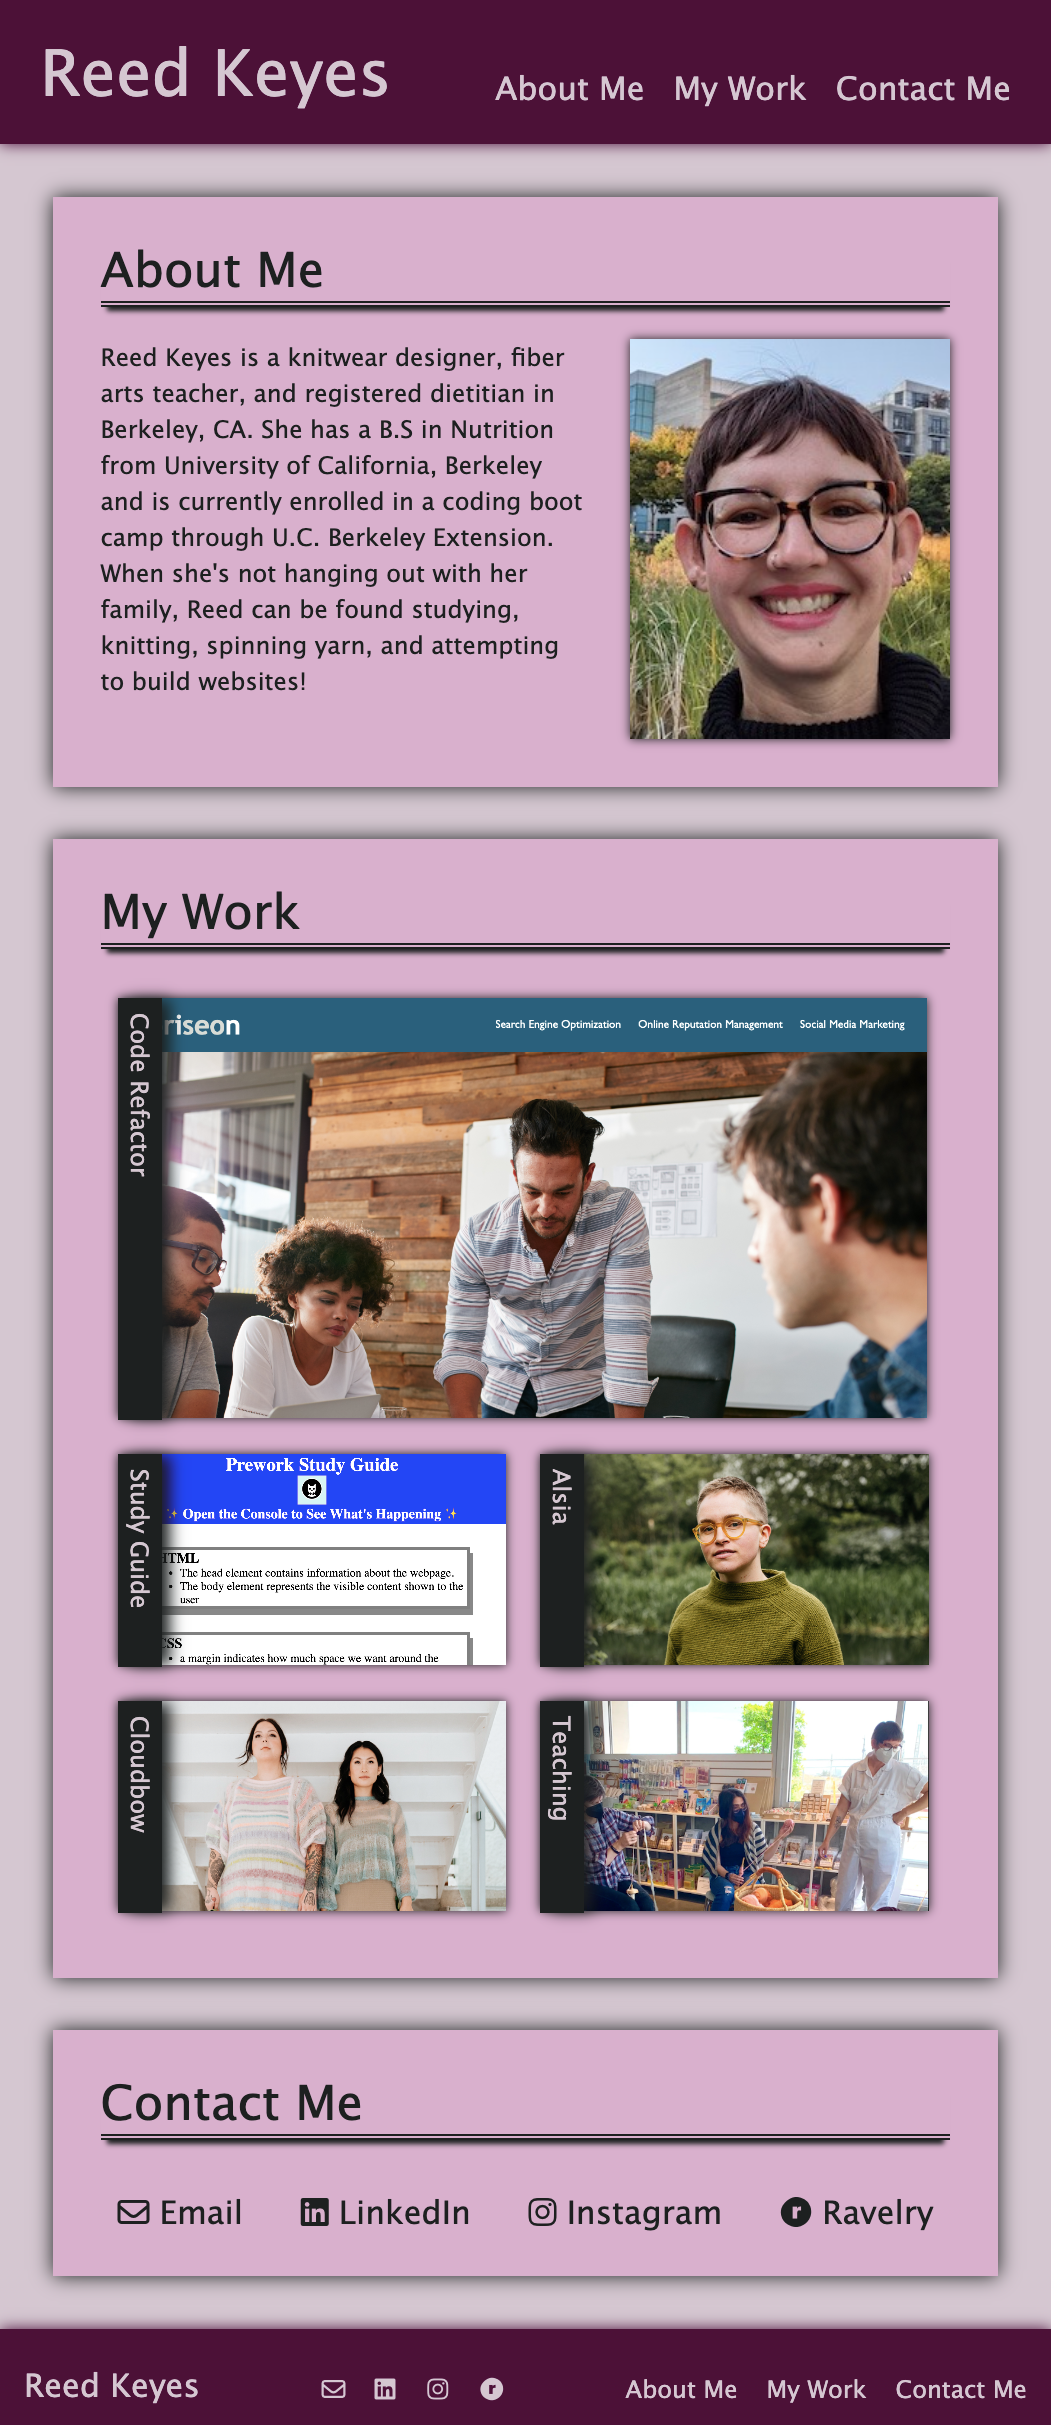 Reed Keyes
About Me My Work Contact Me
About Me
Reed Keyes is a knitwear designer, fiber
arts teacher, and registered dietitian in
Berkeley, CA. She has a B.S in Nutrition
from University of California, Berkeley
and is currently enrolled in a coding boot
camp through U.C. Berkeley Extension.
When she's not hanging out with her
family, Reed can be found studying,
knitting, spinning yarn, and attempting
to build websites!
My Work
Code Refactor
riseon
Search Engine Optimization Online Reputation Management Social Media Marketing
Study Guide
Prework Study Guide
✨ Open the Console to See What's Happening ✨
HTML
• The head element contains information about the webpage.
• The body element represents the visible content shown to the
user
CSS
• a margin indicates how much space we want around the
Alsia
Cloudbow
Teaching
Contact Me
Email LinkedIn Instagram Ravelry
Reed Keyes
About Me My Work Contact Me